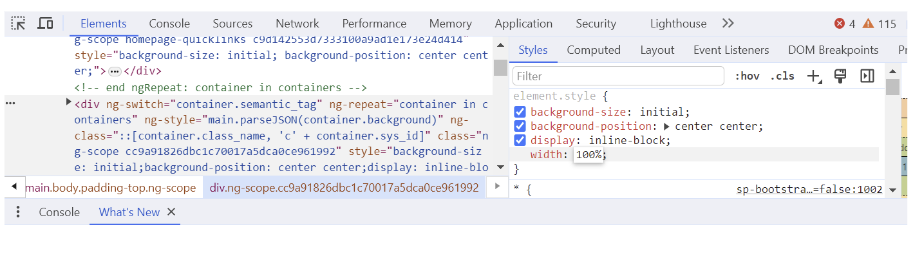 Elements Console Sources Network Performance Memory Application Security Lighthouse 4 115
g-scope homepage-quicklinks c9d142553d7333100a9ad1e173e24d414"
style="background-size: initial; background-position: center cent
er;">…</div>
<!-- end ngRepeat: container in containers -->
<div ng-switch="container.semantic_tag" ng-repeat="container in c
ontainers" ng-style="main.parseJSON(container.background)" ng-
class="::[container.class_name, 'c' + container.sys_id]" class="n
g-scope cc9a91826dbc1c70017a5dca0ce961992" style="background-siz
e: initial;background-position: center center;display: inline-blo
main.body.padding-top.ng-scope div.ng-scope.cc9a91826dbc1c70017a5dca0ce961992
Styles Computed Layout Event Listeners DOM Breakpoints Pr
Filter :hov .cls
element.style {
background-size: initial;
background-position: center center;
display: inline-block;
width: 100%;
}
* { sp-bootstra…=false:1002
Console What's New